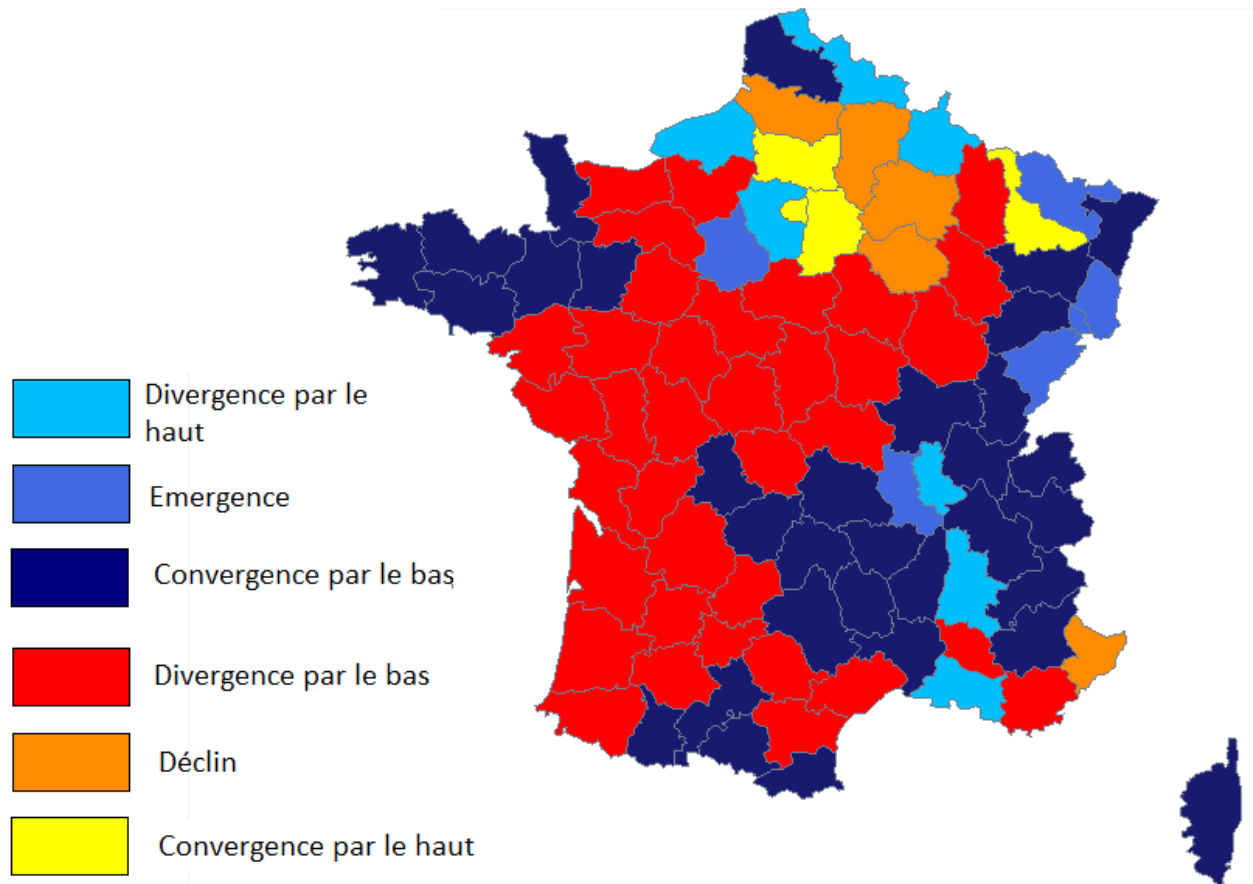 Divergence par le
haut
Emergence
Convergence par le bas
Divergence par le bas
Déclin
Convergence par le haut